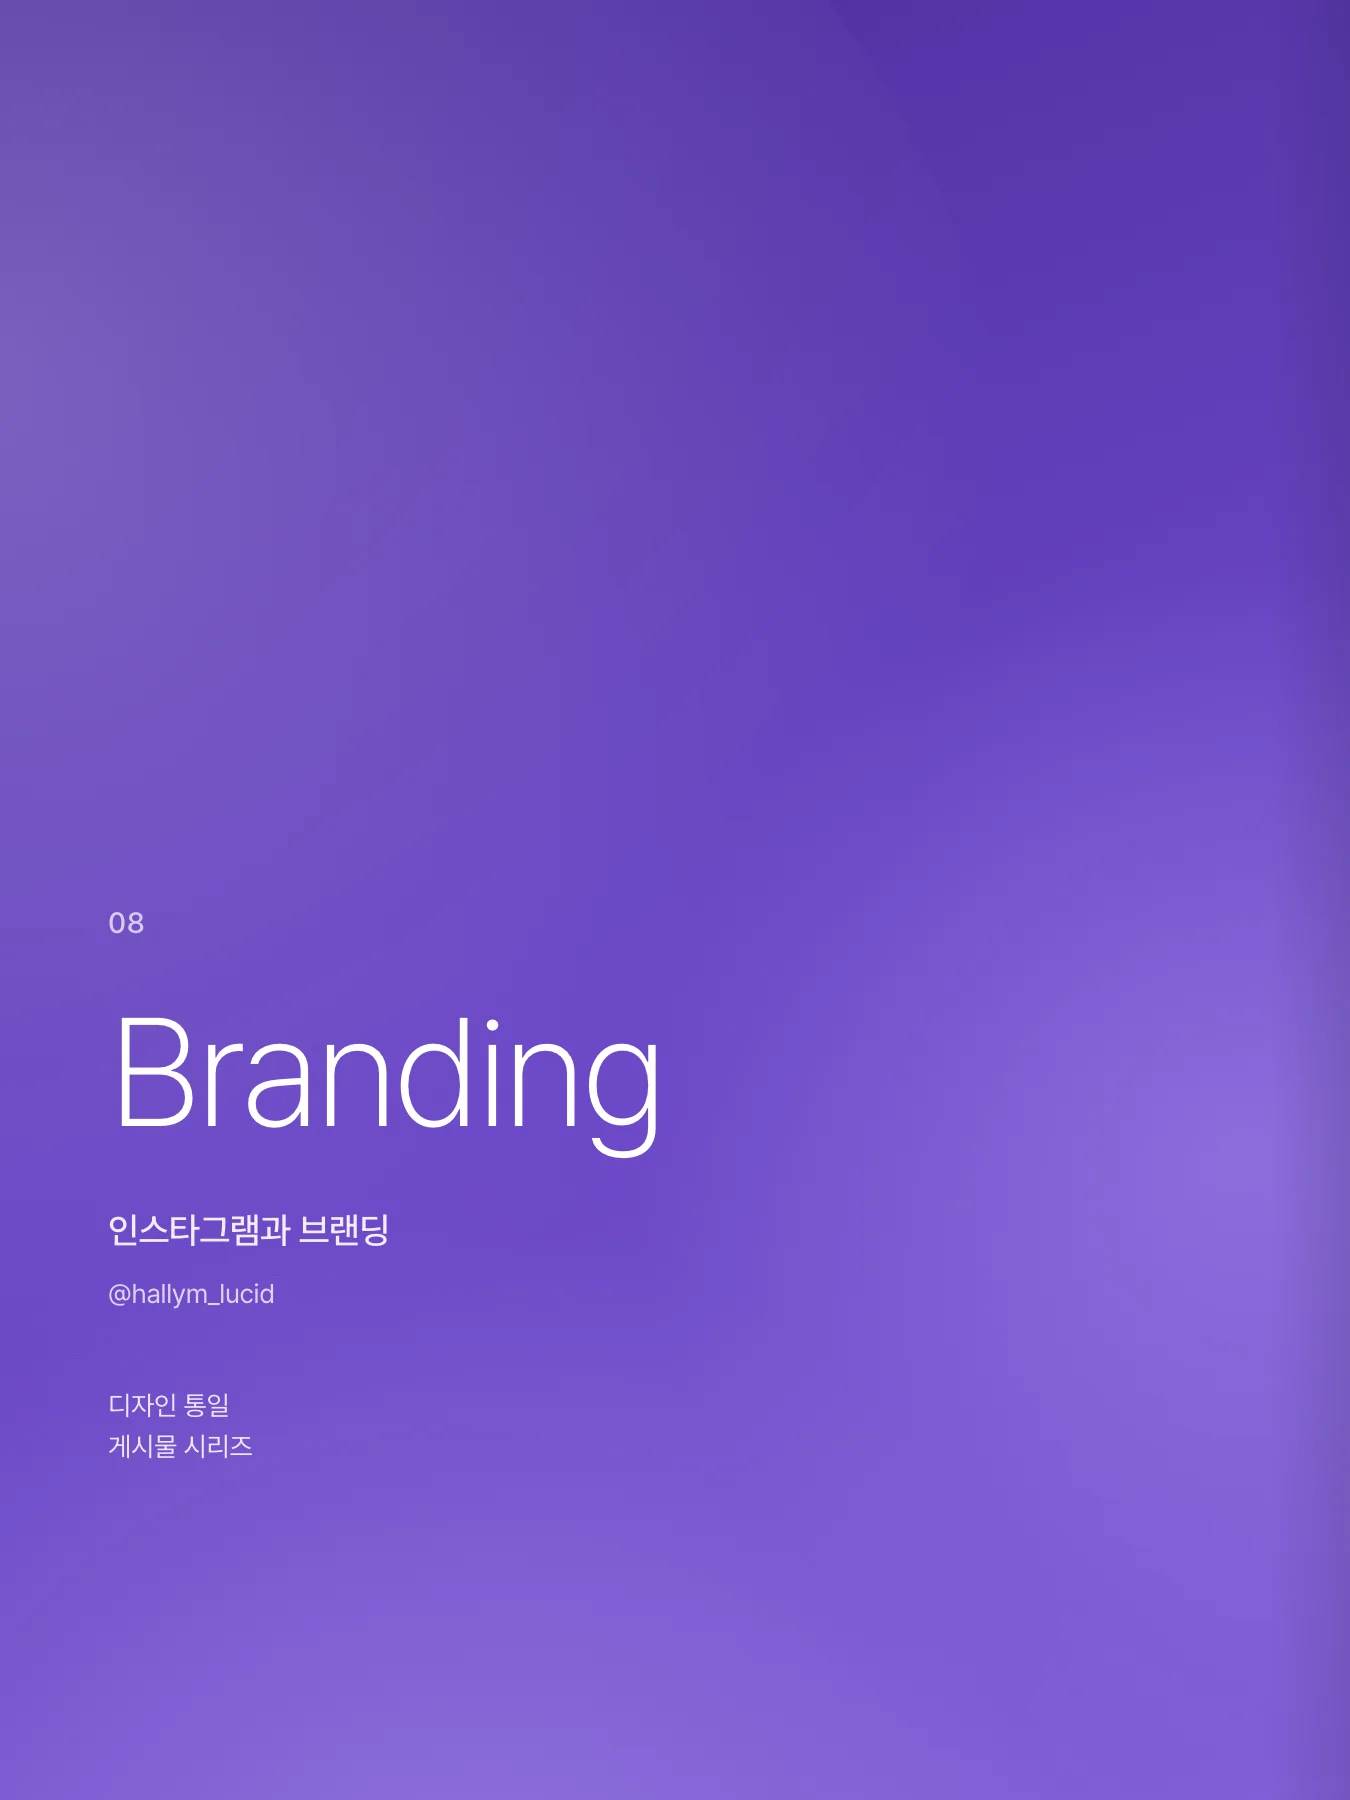 08
Branding
인스타그램과 브랜딩
@hallym_lucid
디자인 통일
게시물 시리즈